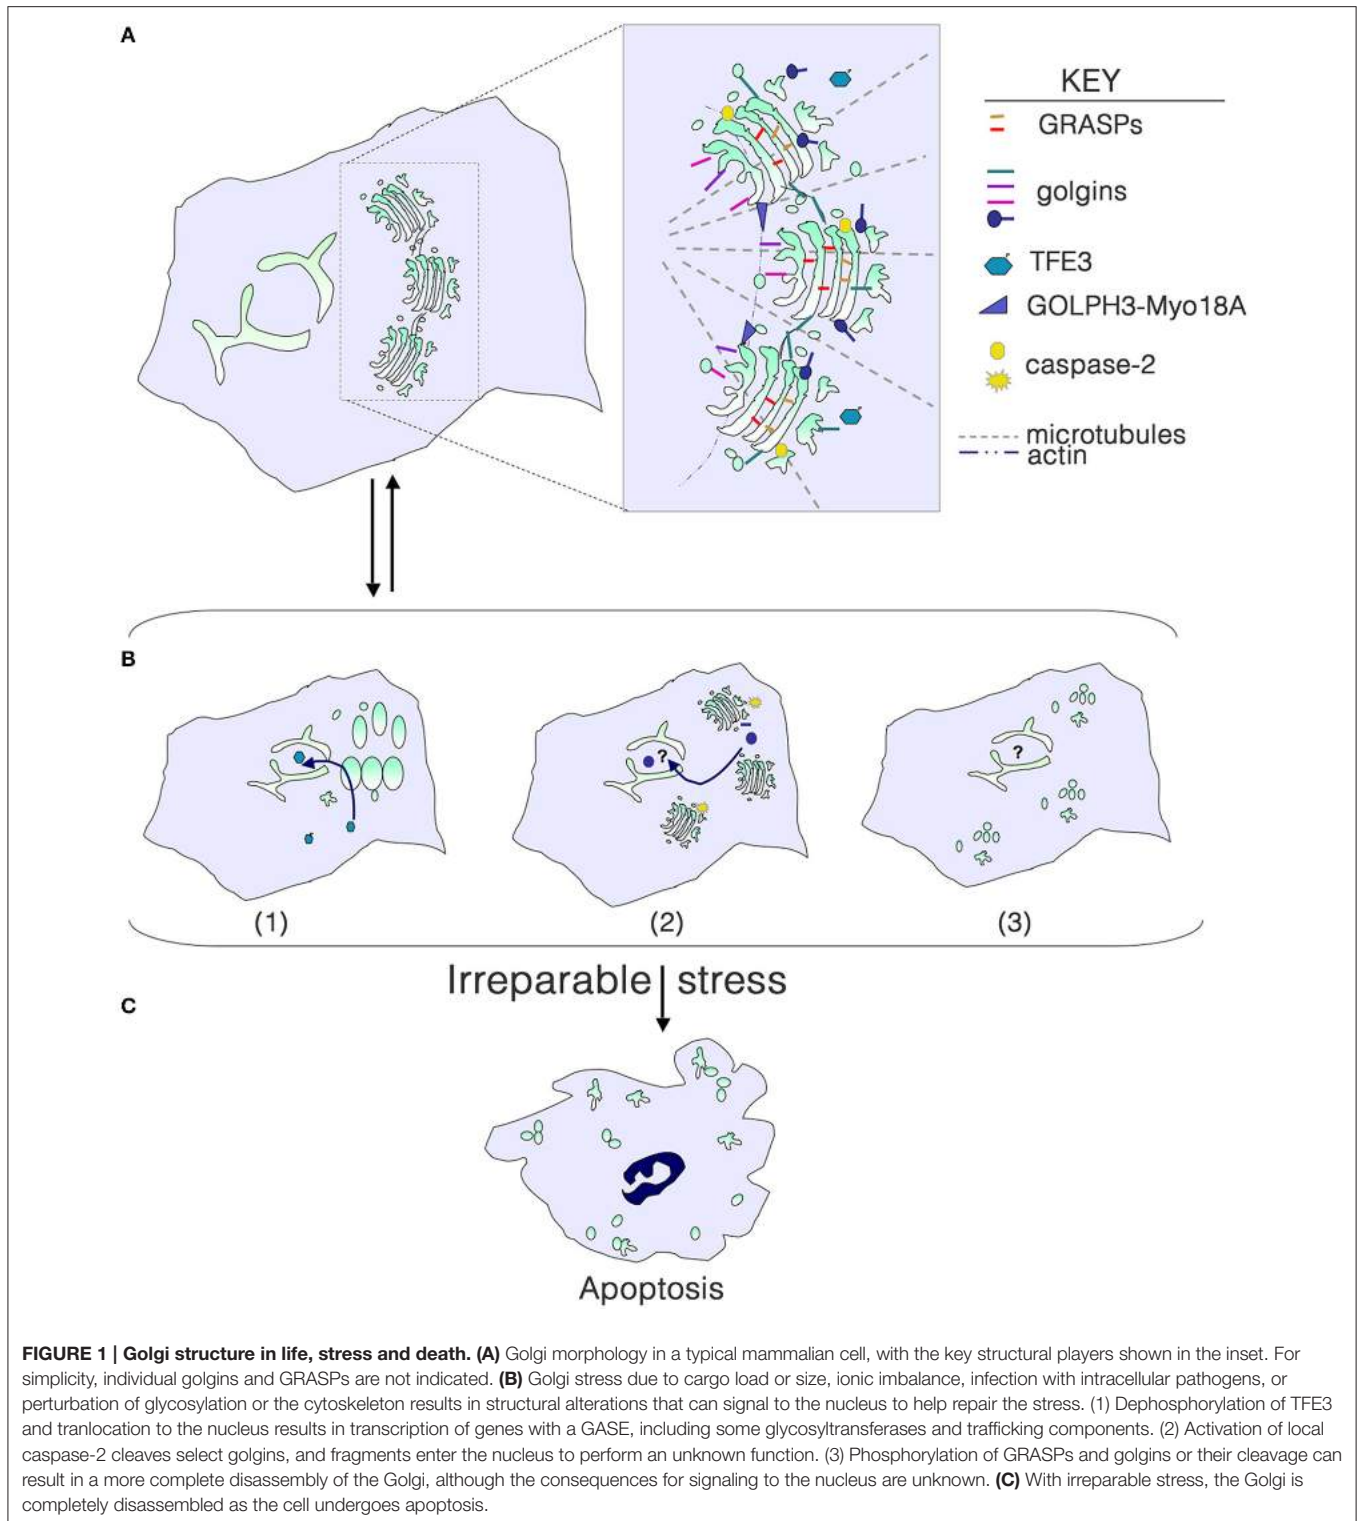 A
KEY
GRASPs
golgins
TFE3
GOLPH3-Myo18A
caspase-2
microtubules
actin
B
?
?
(1)
(2)
(3)
Irreparable stress
C
Apoptosis
FIGURE 1 | Golgi structure in life, stress and death. (A) Golgi morphology in a typical mammalian cell, with the key structural players shown in the inset. For
simplicity, individual golgins and GRASPs are not indicated. (B) Golgi stress due to cargo load or size, ionic imbalance, infection with intracellular pathogens, or
perturbation of glycosylation or the cytoskeleton results in structural alterations that can signal to the nucleus to help repair the stress. (1) Dephosphorylation of TFE3
and tranlocation to the nucleus results in transcription of genes with a GASE, including some glycosyltransferases and trafficking components. (2) Activation of local
caspase-2 cleaves select golgins, and fragments enter the nucleus to perform an unknown function. (3) Phosphorylation of GRASPs and golgins or their cleavage can
result in a more complete disassembly of the Golgi, although the consequences for signaling to the nucleus are unknown. (C) With irreparable stress, the Golgi is
completely disassembled as the cell undergoes apoptosis.